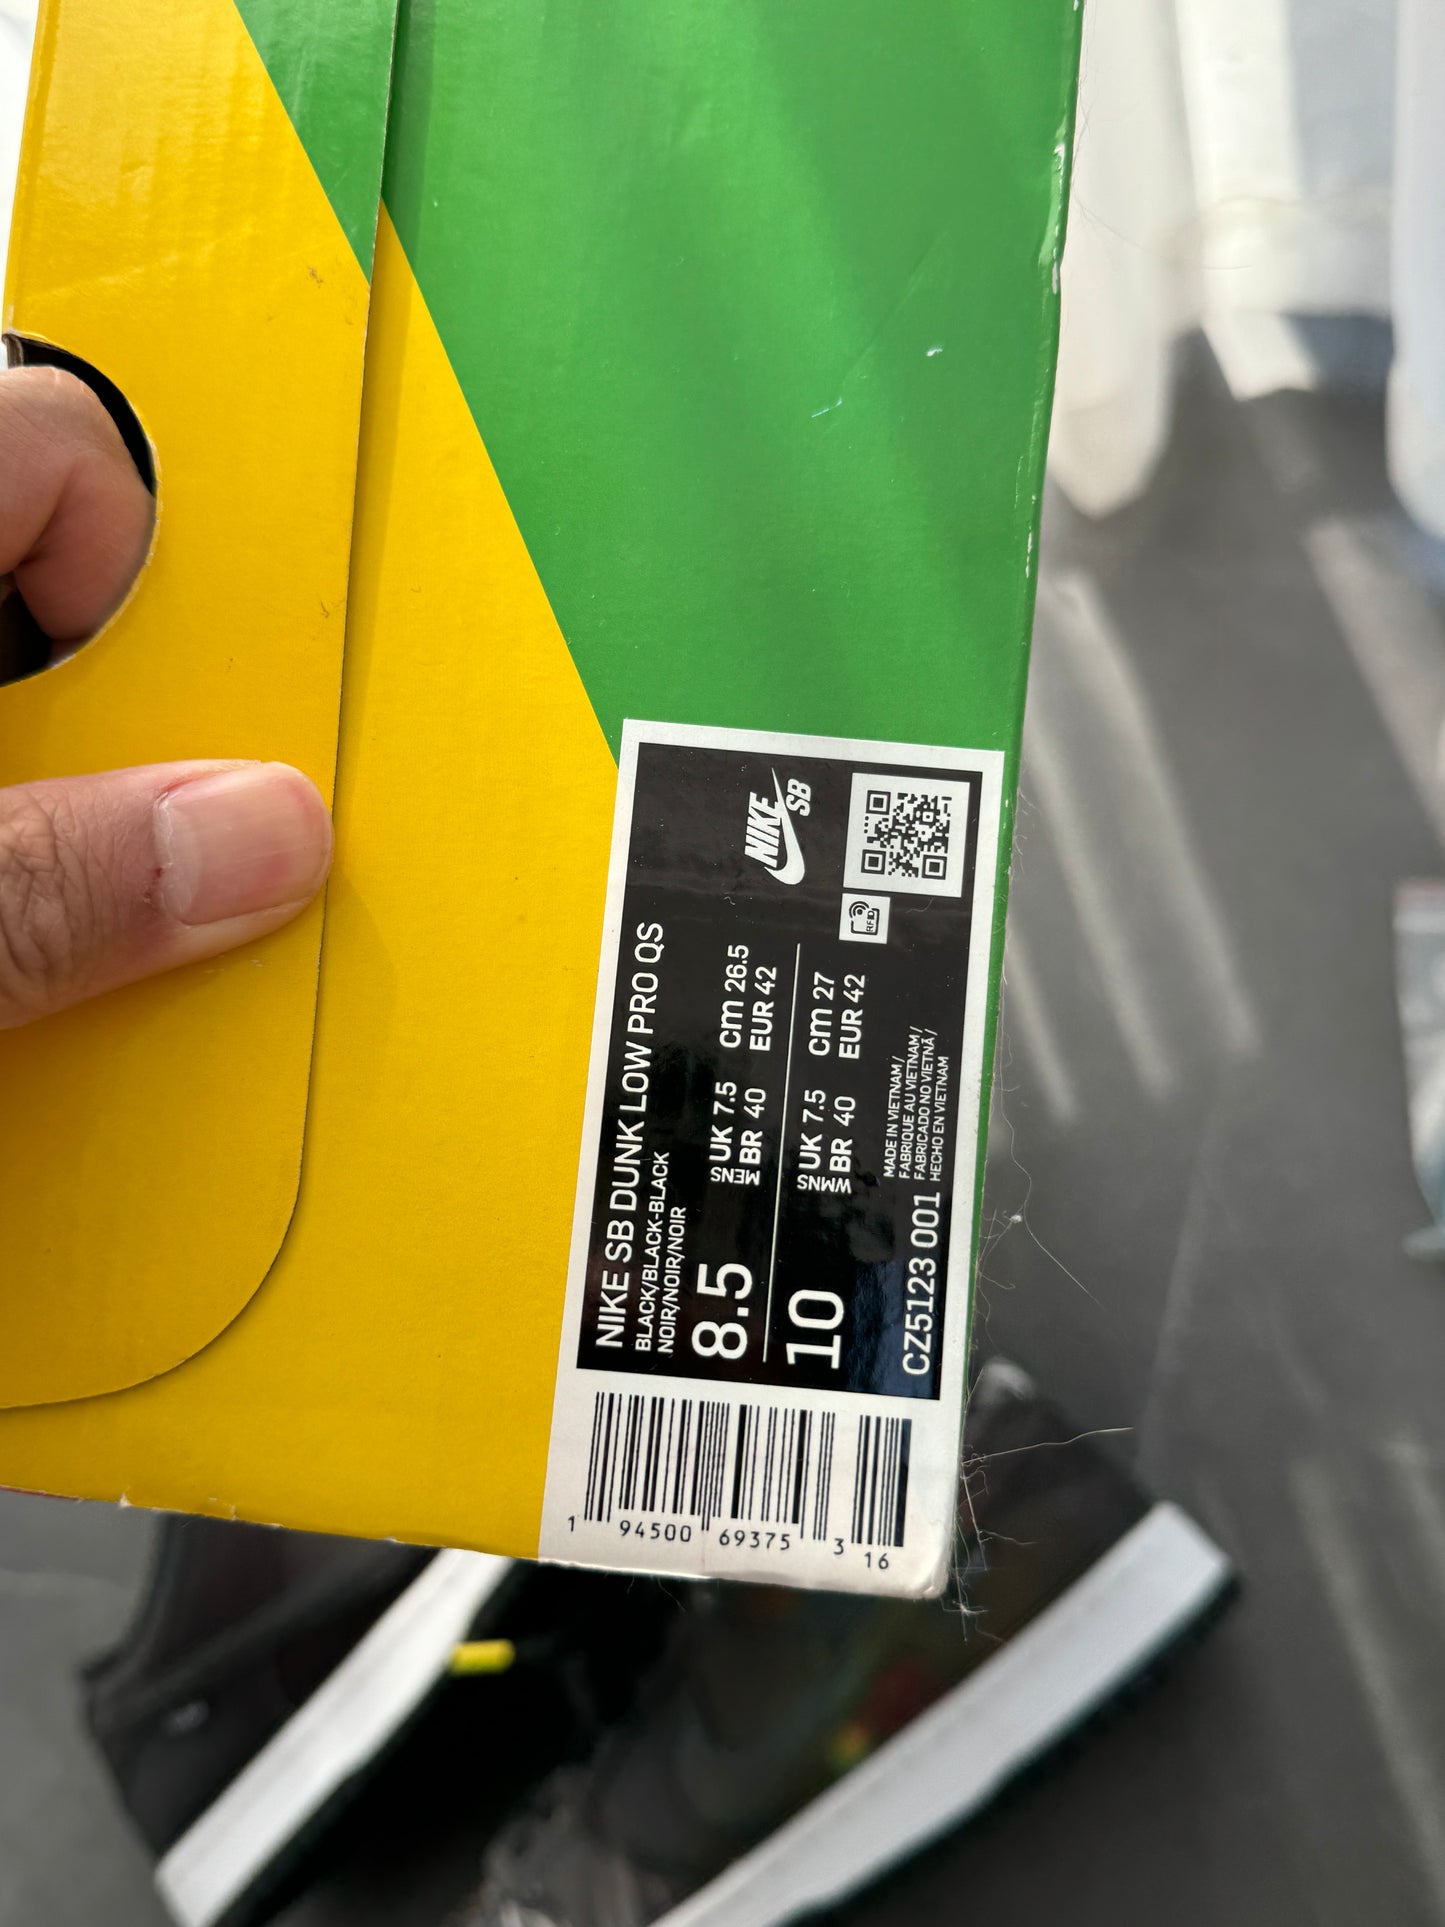 NIKE SB DUNK LOW PRO QS
BLACK/BLACK-BLACK
NOIR/NOIR/NOIR
NIKE
SB
8.5
MENS
UK 7.5
cm 26.5
BR 40
EUR 42
10
WMNS
UK 7.5
cm 27
BR 40
EUR 42
RFID
CZ5123 001
MADE IN VIETNAM/
FABRIQUE AU VIETNAM/
FABRICADO NO VIETNÃ/
HECHO EN VIETNAM
1 94500 69375 3 16